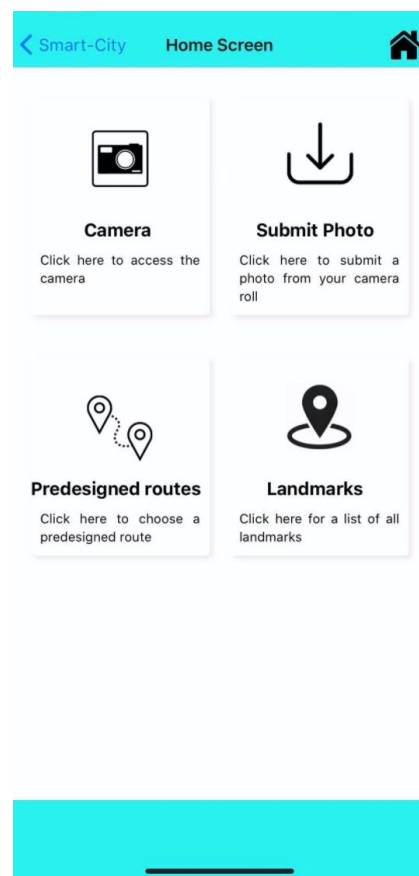 Smart-City Home Screen
Camera
Click here to access the
camera
Submit Photo
Click here to submit a
photo from your camera
roll
Predesigned routes
Click here to choose a
predesigned route
Landmarks
Click here for a list of all
landmarks